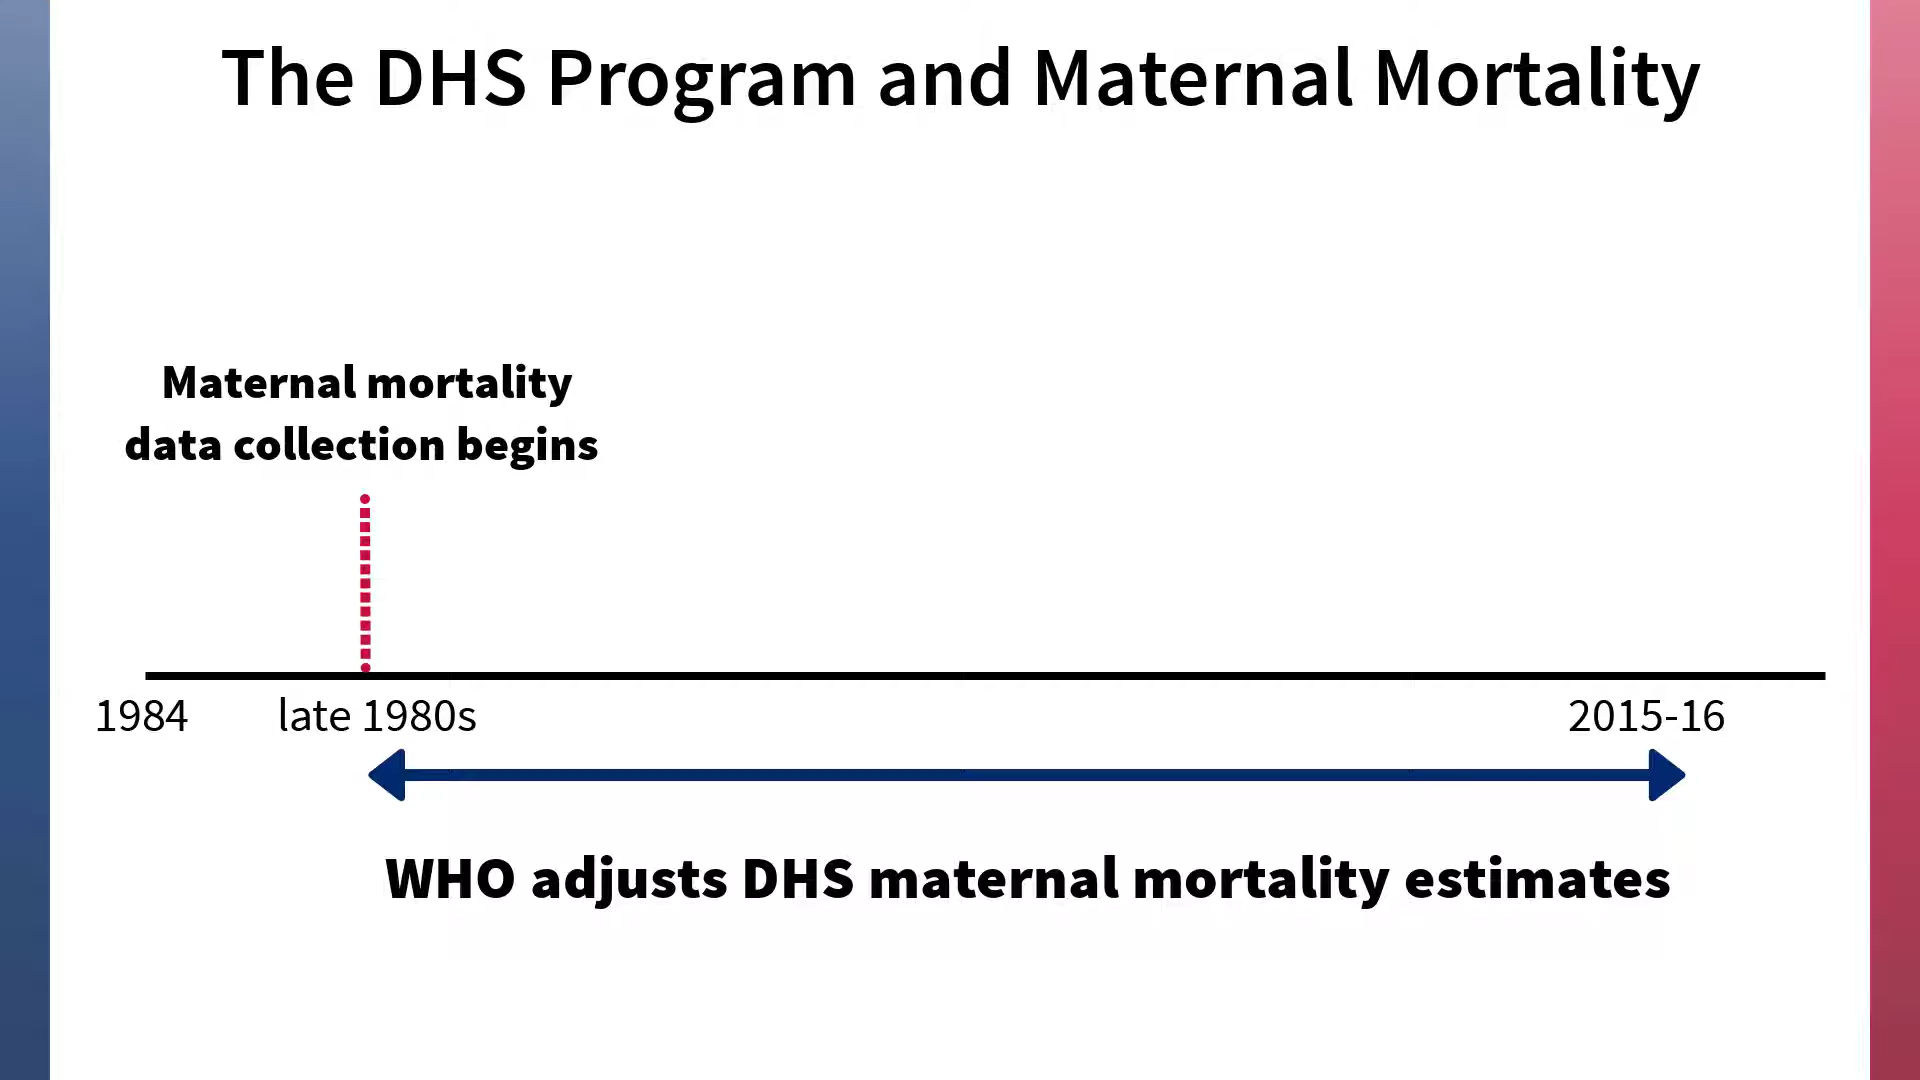 The DHS Program and Maternal Mortality
Maternal mortality
data collection begins
1984
late 1980s
2015-16
WHO adjusts DHS maternal mortality estimates